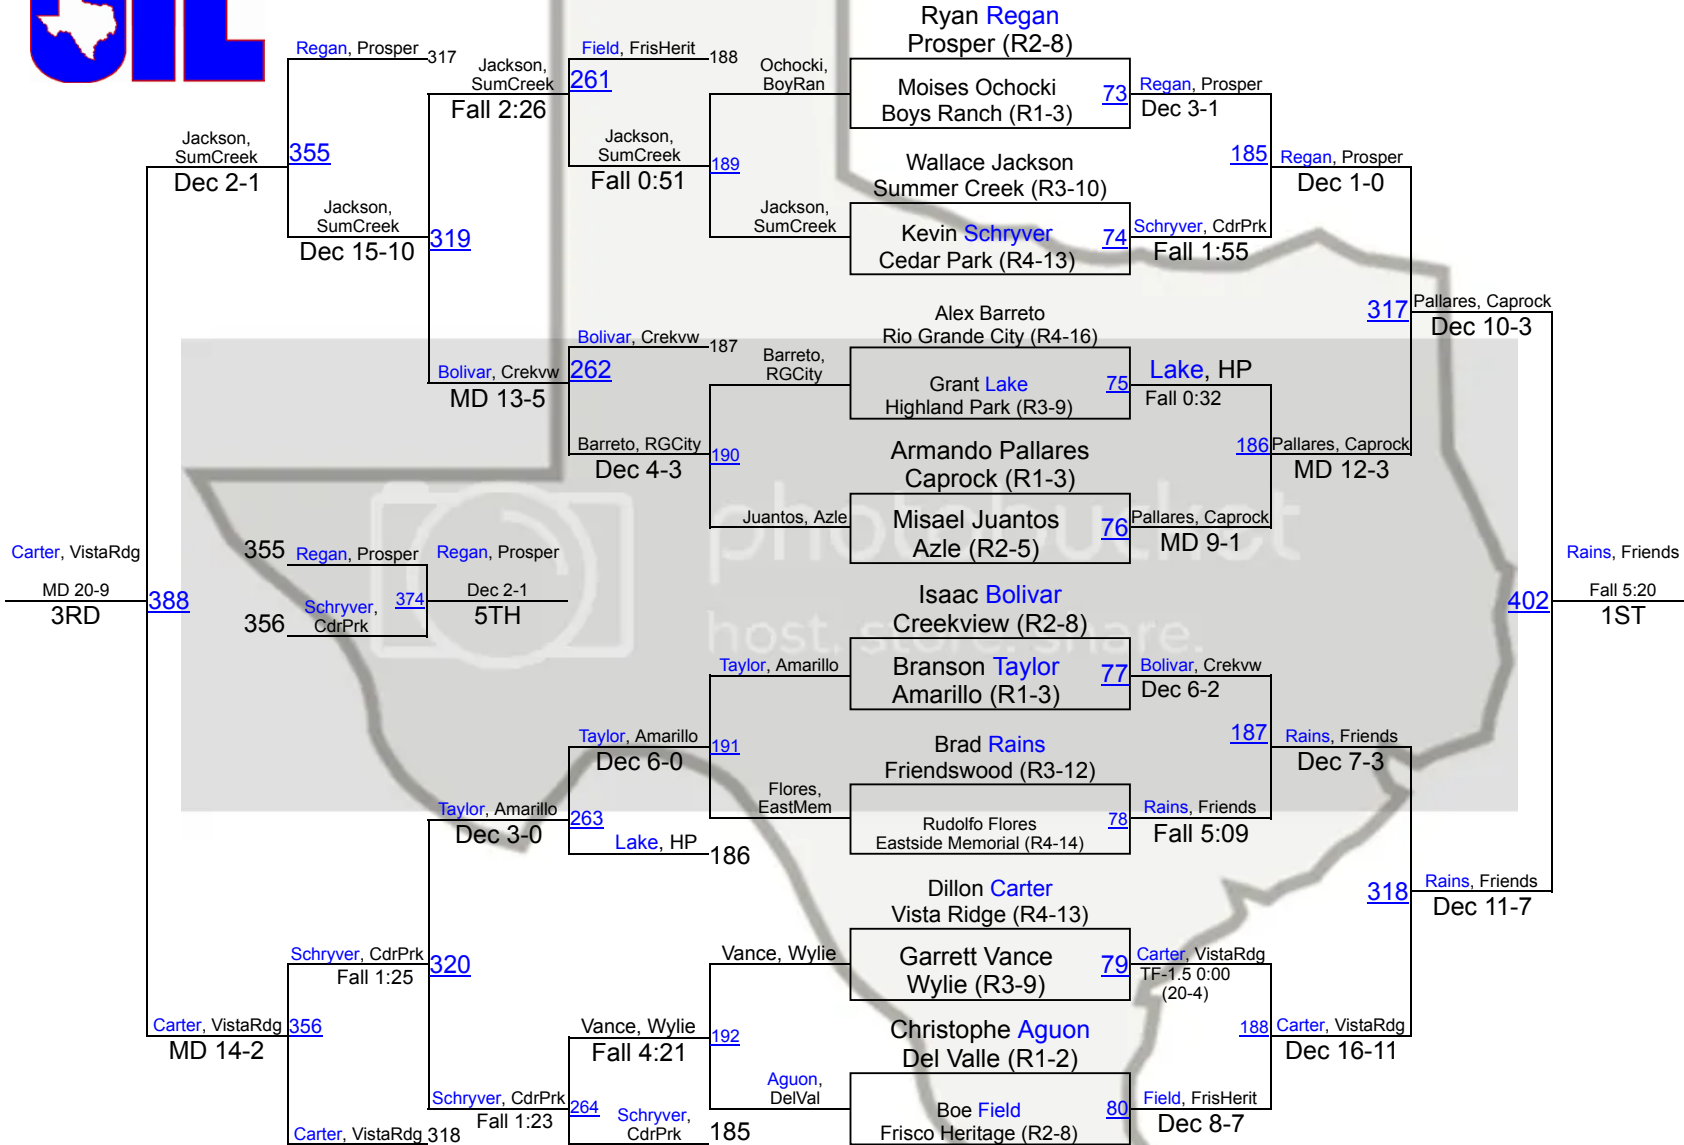 UIL
Ryan Regan
Prosper (R2-8)
Moises Ochocki
Boys Ranch (R1-3)
73
Wallace Jackson
Summer Creek (R3-10)
Kevin Schryver
Cedar Park (R4-13)
74
Alex Barreto
Rio Grande City (R4-16)
Grant Lake
Highland Park (R3-9)
75
Armando Pallares
Caprock (R1-3)
Misael Juantos
Azle (R2-5)
76
Isaac Bolivar
Creekview (R2-8)
Branson Taylor
Amarillo (R1-3)
77
Brad Rains
Friendswood (R3-12)
Rudolfo Flores
Eastside Memorial (R4-14)
78
Dillon Carter
Vista Ridge (R4-13)
Garrett Vance
Wylie (R3-9)
79
Christophe Aguon
Del Valle (R1-2)
Boe Field
Frisco Heritage (R2-8)
80
Regan, Prosper
Dec 3-1
Schryver, CdrPrk
Fall 1:55
Lake, HP
Fall 0:32
Pallares, Caprock
MD 9-1
Bolivar, Crekvw
Dec 6-2
Rains, Friends
Fall 5:09
Carter, VistaRdg
TF-1.5 0:00
(20-4)
Field, FrisHerit
Dec 8-7
185
Regan, Prosper
Dec 1-0
186
Pallares, Caprock
MD 12-3
187
Rains, Friends
Dec 7-3
188
Carter, VistaRdg
Dec 16-11
317
Pallares, Caprock
Dec 10-3
318
Rains, Friends
Dec 11-7
402
Rains, Friends
Fall 5:20
1ST
Ochocki,
BoyRan
Jackson,
SumCreek
Barreto,
RGCity
Juantos, Azle
Taylor, Amarillo
Flores,
EastMem
Vance, Wylie
Aguon,
DelVal
189
Jackson,
SumCreek
Fall 0:51
190
Barreto, RGCity
Dec 4-3
191
Taylor, Amarillo
Dec 6-0
192
Vance, Wylie
Fall 4:21
Field, FrisHerit
188
Bolivar, Crekvw
187
Lake, HP
186
Schryver,
CdrPrk
185
261
Jackson,
SumCreek
Fall 2:26
262
Bolivar, Crekvw
MD 13-5
263
Taylor, Amarillo
Dec 3-0
264
Schryver, CdrPrk
Fall 1:23
319
Jackson,
SumCreek
Dec 15-10
320
Schryver, CdrPrk
Fall 1:25
Regan, Prosper
317
Carter, VistaRdg
318
355
Jackson,
SumCreek
Dec 2-1
356
Carter, VistaRdg
MD 14-2
388
Carter, VistaRdg
MD 20-9
3RD
355
Regan, Prosper
356
Schryver,
CdrPrk
374
Regan, Prosper
Dec 2-1
5TH
photobucket
host. store. share.